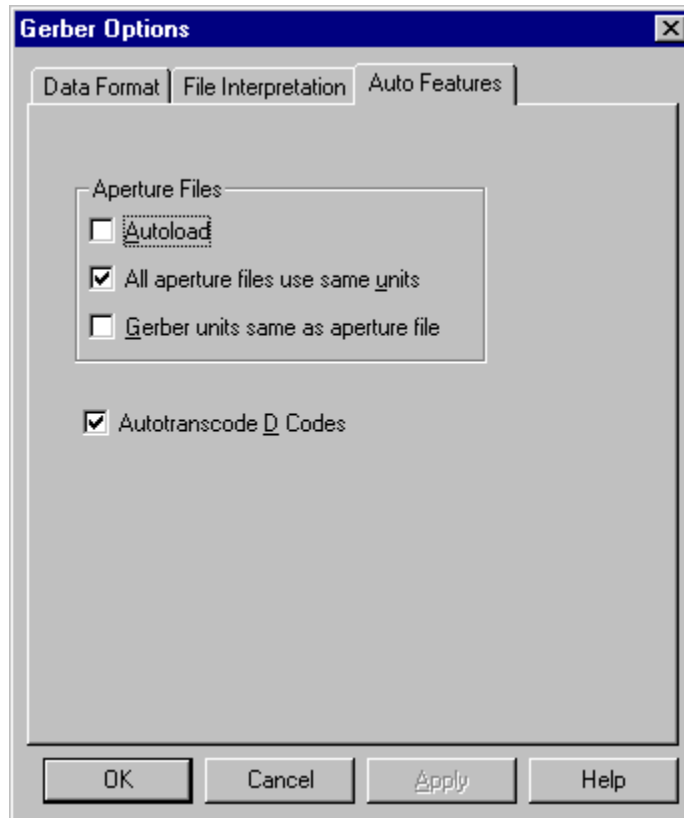 Gerber Options
Data Format File Interpretation Auto Features
Aperture Files
Autoload
All aperture files use same units
Gerber units same as aperture file
Autotranscode D Codes
OK Cancel Apply Help